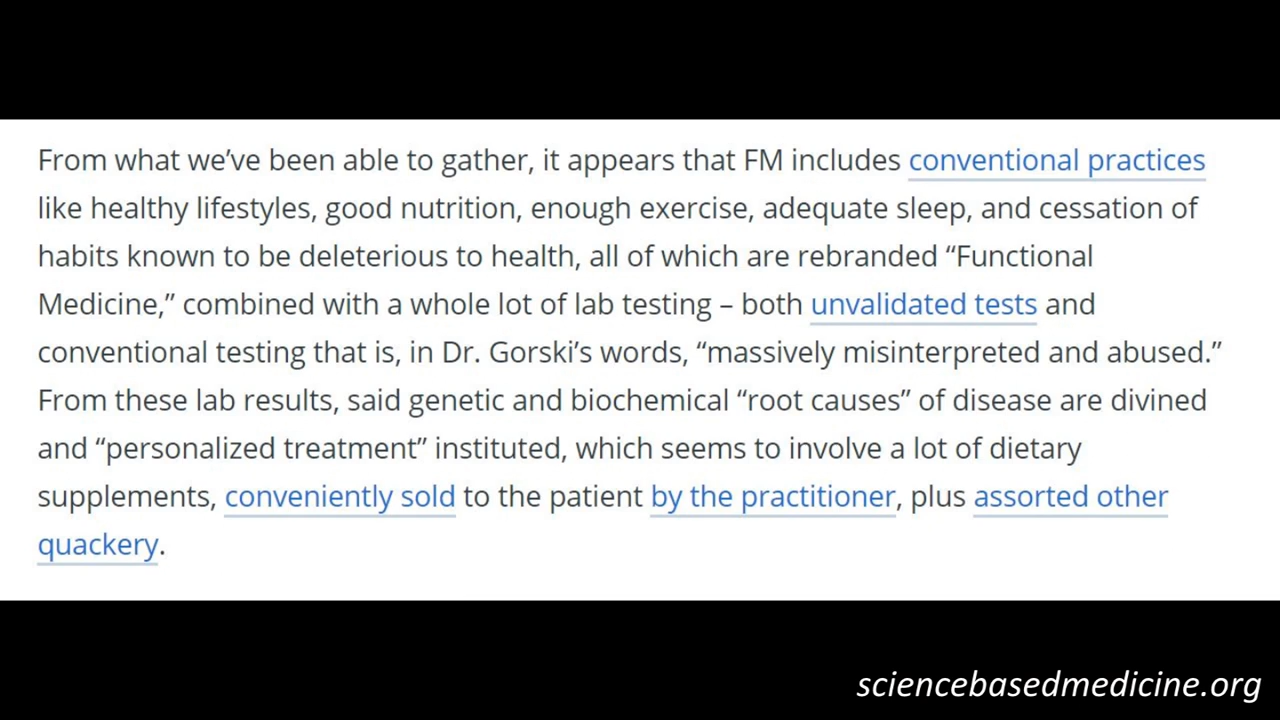 From what we’ve been able to gather, it appears that FM includes conventional practices
like healthy lifestyles, good nutrition, enough exercise, adequate sleep, and cessation of
habits known to be deleterious to health, all of which are rebranded “Functional
Medicine,” combined with a whole lot of lab testing – both unvalidated tests and
conventional testing that is, in Dr. Gorski’s words, “massively misinterpreted and abused.”
From these lab results, said genetic and biochemical “root causes” of disease are divined
and “personalized treatment” instituted, which seems to involve a lot of dietary
supplements, conveniently sold to the patient by the practitioner, plus assorted other
quackery.
sciencebasedmedicine.org